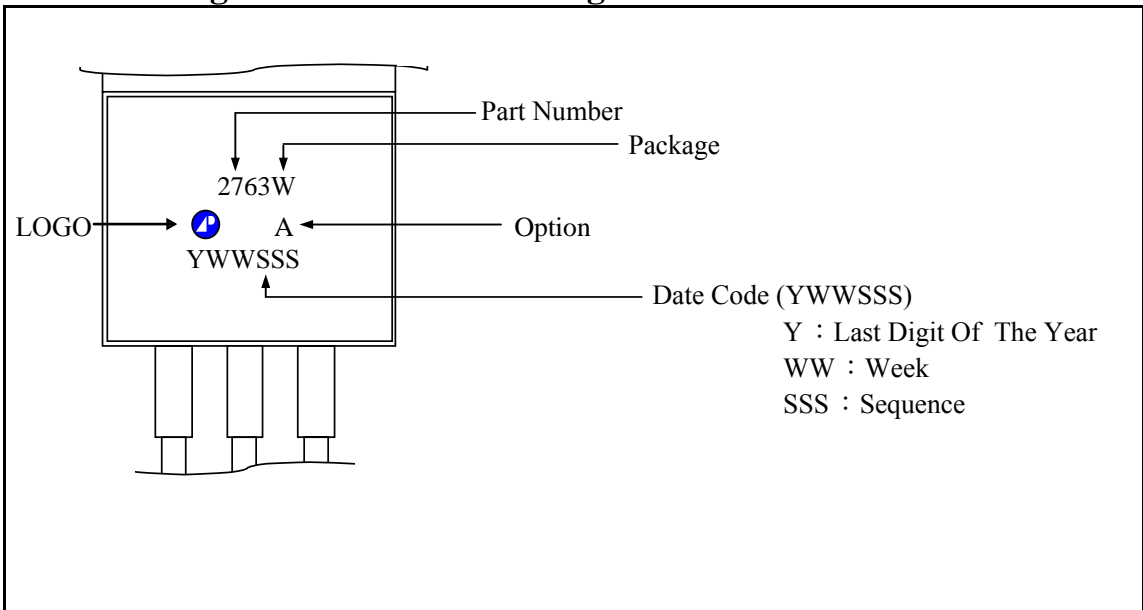 Part Number
Package
2763W
LOGO
A
Option
YWWSSS
Date Code (YWWSSS)
Y：Last Digit Of The Year
WW：Week
SSS：Sequence